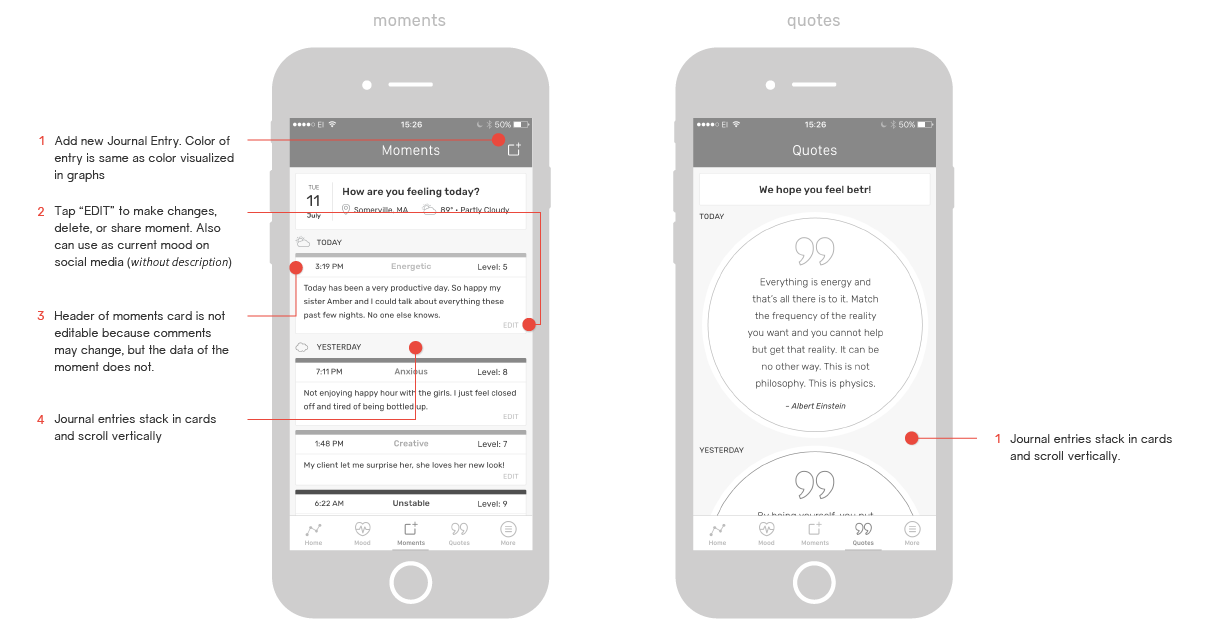 moments
quotes
1 Add new Journal Entry. Color of
entry is same as color visualized
in graphs
2 Tap “EDIT” to make changes,
delete, or share moment. Also
can use as current mood on
social media (without description)
3 Header of moments card is not
editable because comments
may change, but the data of the
moment does not.
4 Journal entries stack in cards
and scroll vertically
EI 15:26 50%
Moments
TUE
11
July
How are you feeling today?
Somerville, MA 89° • Partly Cloudy
TODAY
3:19 PM Energetic Level: 5
Today has been a very productive day. So happy my
sister Amber and I could talk about everything these
past few nights. No one else knows.
EDIT
YESTERDAY
7:11 PM Anxious Level: 8
Not enjoying happy hour with the girls. I just feel closed
off and tired of being bottled up.
EDIT
1:48 PM Creative Level: 7
My client let me surprise her, she loves her new look!
EDIT
6:22 AM Unstable Level: 9
Home Mood Moments Quotes More
EI 15:26 50%
Quotes
We hope you feel betr!
TODAY
Everything is energy and
that’s all there is to it. Match
the frequency of the reality
you want and you cannot help
but get that reality. It can be
no other way. This is not
philosophy. This is physics.
– Albert Einstein
YESTERDAY
By being yourself, you put
Home Mood Moments Quotes More
1 Journal entries stack in cards
and scroll vertically.